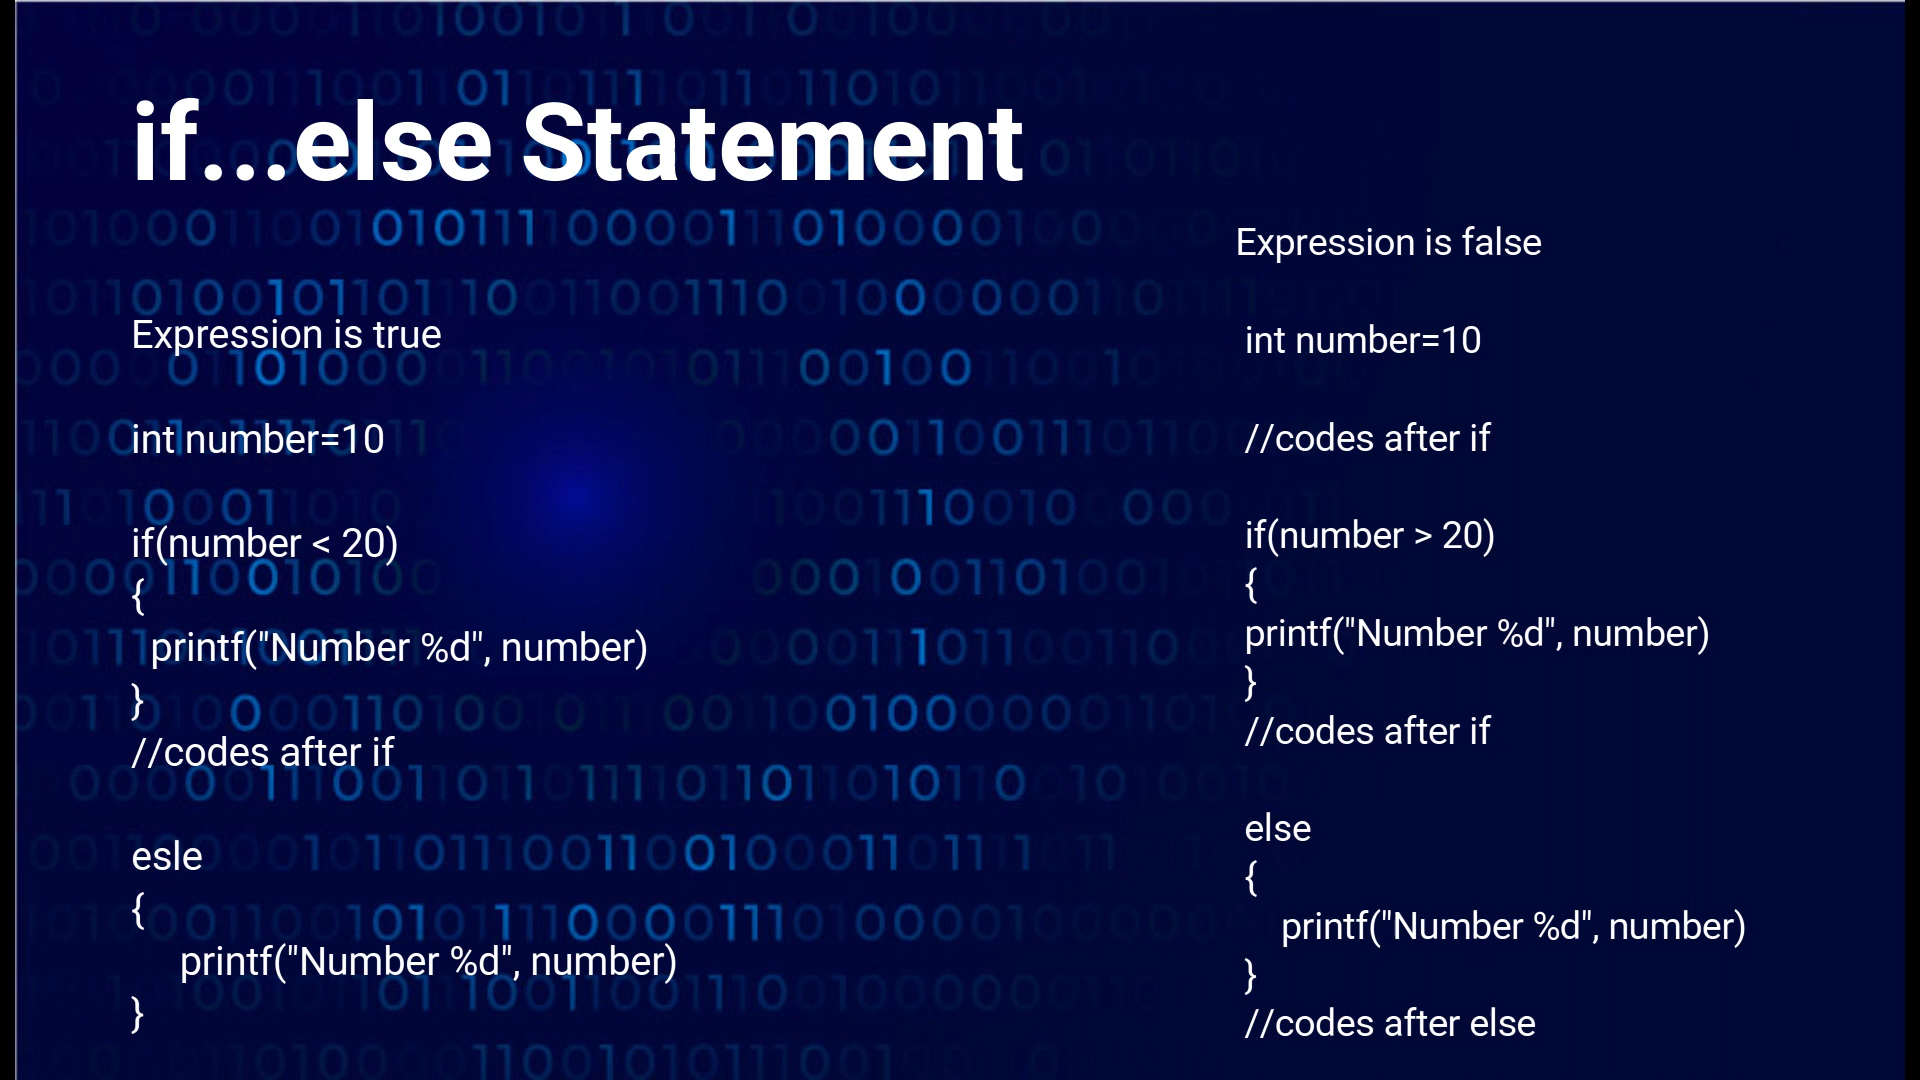 if...else Statement
Expression is true
int number=10
if(number < 20)
{
printf("Number %d", number)
}
//codes after if
esle
{
printf("Number %d", number)
}
Expression is false
int number=10
//codes after if
if(number > 20)
{
printf("Number %d", number)
}
//codes after if
else
{
printf("Number %d", number)
}
//codes after else